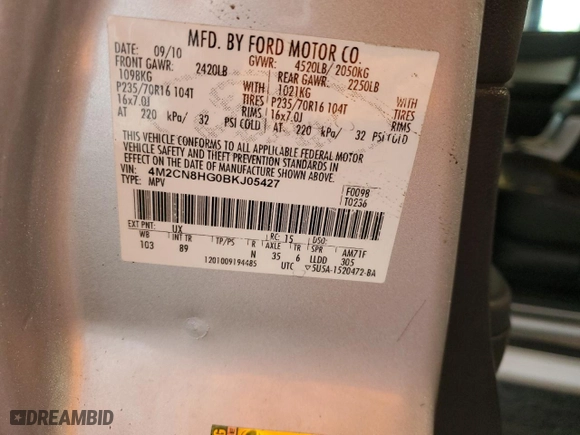 MFD. BY FORD MOTOR CO.
DATE: 09/10 GVWR: 4520LB/ 2050KG
FRONT GAWR: 2420LB REAR GAWR: 2250LB
1098KG WITH 1021KG WITH
P235/70R16 104T TIRES P235/70R16 104T TIRES
16x7.0J RIMS 16x7.0J RIMS
AT 220 kPa/ 32 PSI COLD AT 220 kPa/ 32 PSI COLD
THIS VEHICLE CONFORMS TO ALL APPLICABLE FEDERAL MOTOR
VEHICLE SAFETY AND THEFT PREVENTION STANDARDS IN
EFFECT ON THE DATE OF MANUFACTURE SHOWN ABOVE.
VIN: 4M2CN8HG0BKJ05427
TYPE: MPV
F0098
T0236
EXT PNT: UX RC: 15 DSO:
WB INT TR TP/PS R AXLE TR SPR AM71F
103 89 N 35 6 LLDD 305
1201009194485 UTC ▽5U5A-1520472-BA
DREAMBID